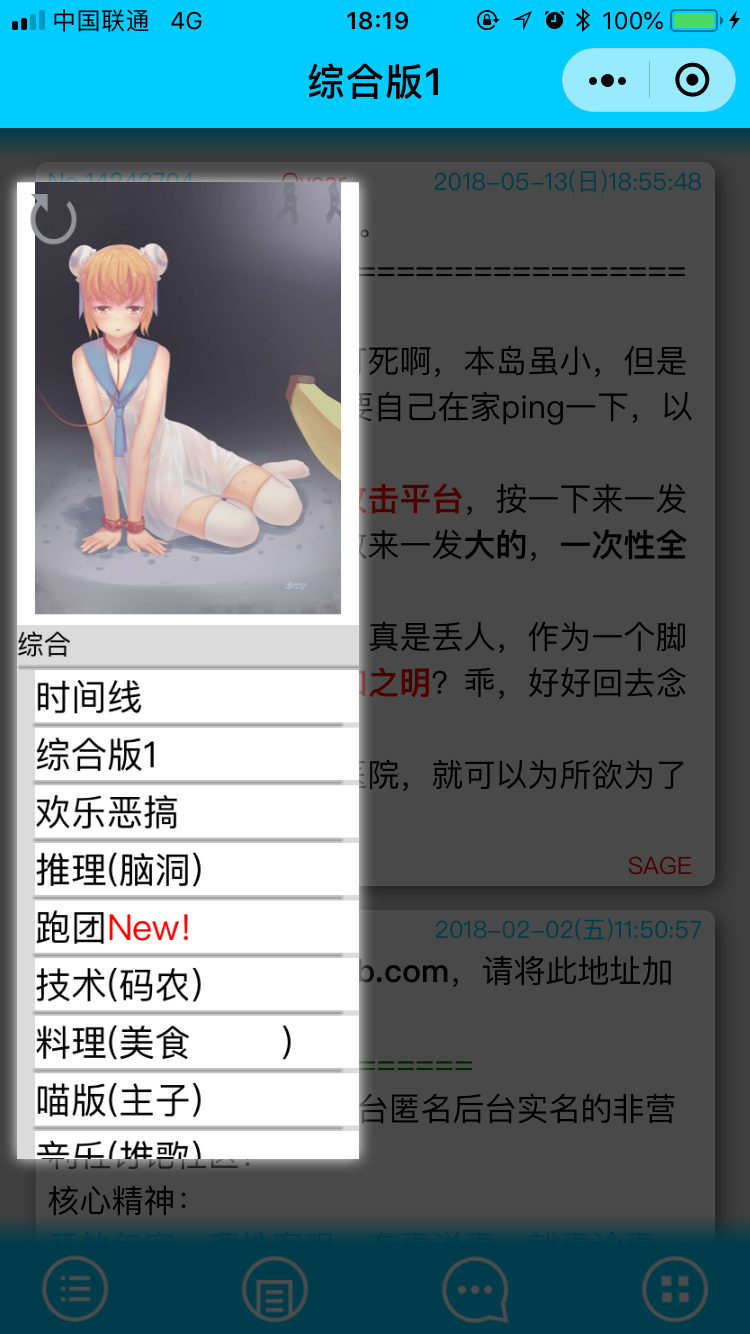 中国联通 4G 18:19 100%
综合版1
No.14242704 2018-05-13(日)18:55:48
。
==================
死啊，本岛虽小，但是
要自己在家ping一下，以
攻击平台，按一下来一发
来一发大的，一次性全
真是丢人，作为一个脚
之明？乖，好好回去念
医院，就可以为所欲为了
SAGE
综合
时间线
综合版1
欢乐恶搞
推理(脑洞)
跑团New!
技术(码农)
料理(美食 )
喵版(主子)
音乐(推歌)
2018-02-02(五)11:50:57
b.com，请将此地址加
======
台匿名后台实名的非营
核心精神：